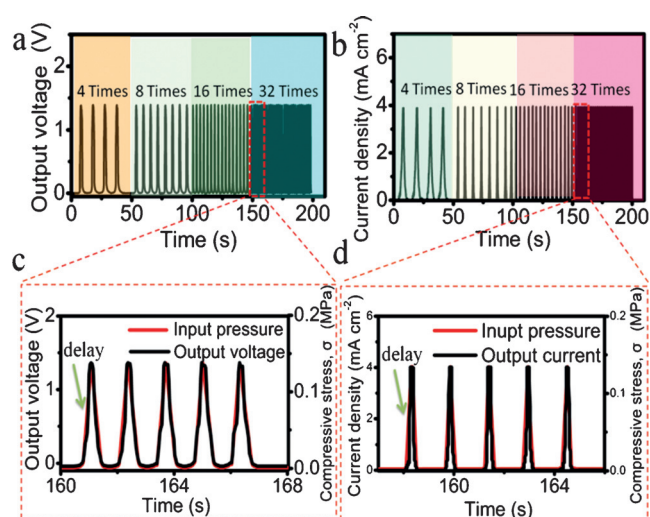 a
b
Output voltage (V)
2
1
0
4 Times
8 Times
16 Times
32 Times
0
50
100
150
200
Time (s)
Current density (mA cm-2)
6
4
2
0
4 Times
8 Times
16 Times
32 Times
0
50
100
150
200
Time (s)
c
d
Output voltage (V)
2
1
0
delay
Input pressure
Output voltage
0.2
0.1
0.0
Compressive stress, σ (MPa)
160
164
168
Time (s)
Current density (mA cm-2)
6
4
2
0
delay
Inupt pressure
Output current
0.2
0.1
0.0
Compressive stress, σ (MPa)
160
164
Time (s)